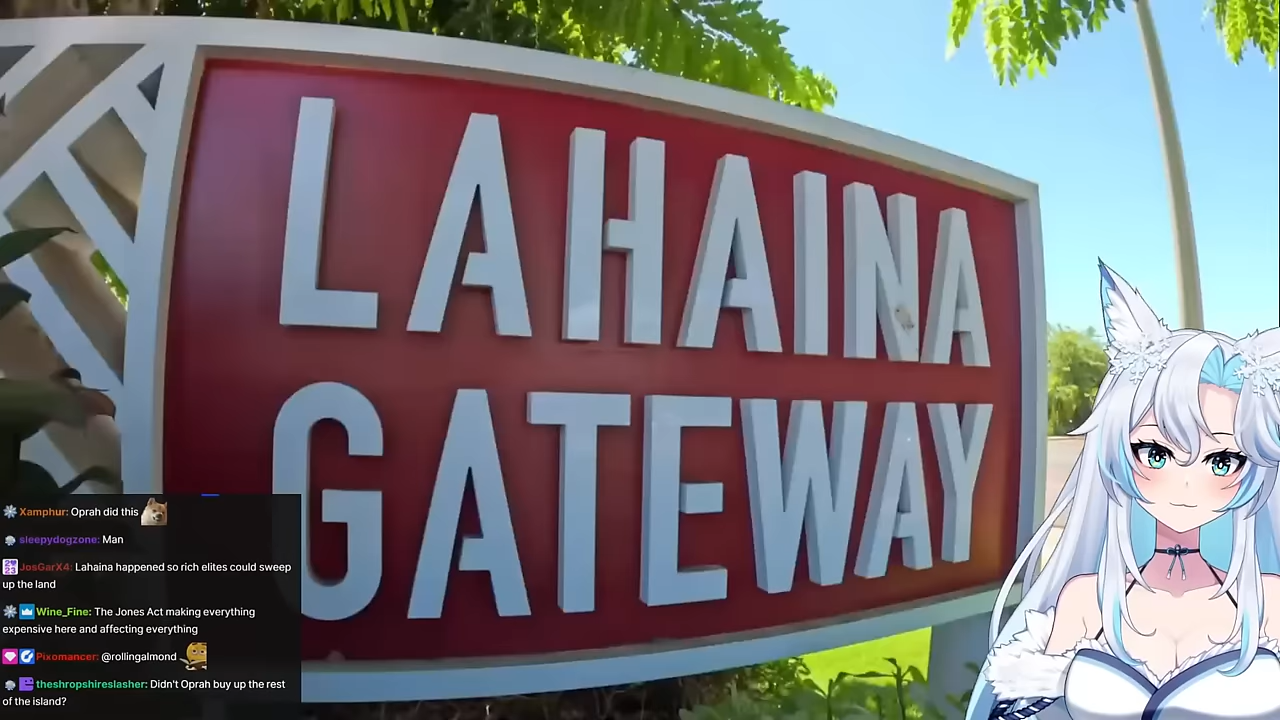 LAHAINA
GATEWAY
Xamphur: Oprah did this
sleepydogzone: Man
JosGarX4: Lahaina happened so rich elites could sweep
up the land
Wine_Fine: The Jones Act making everything
expensive here and affecting everything
Pixomancer: @rollingalmond
theshropshireslasher: Didn't Oprah buy up the rest
of the island?